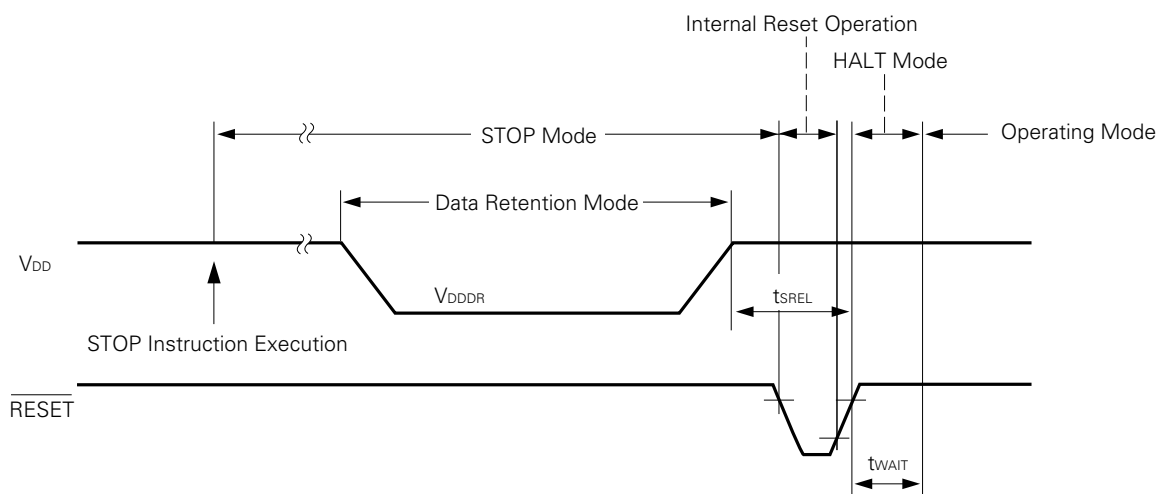 Internal Reset Operation
HALT Mode
STOP Mode
Operating Mode
Data Retention Mode
VDD
VDDDR
tSREL
STOP Instruction Execution
RESET
tWAIT